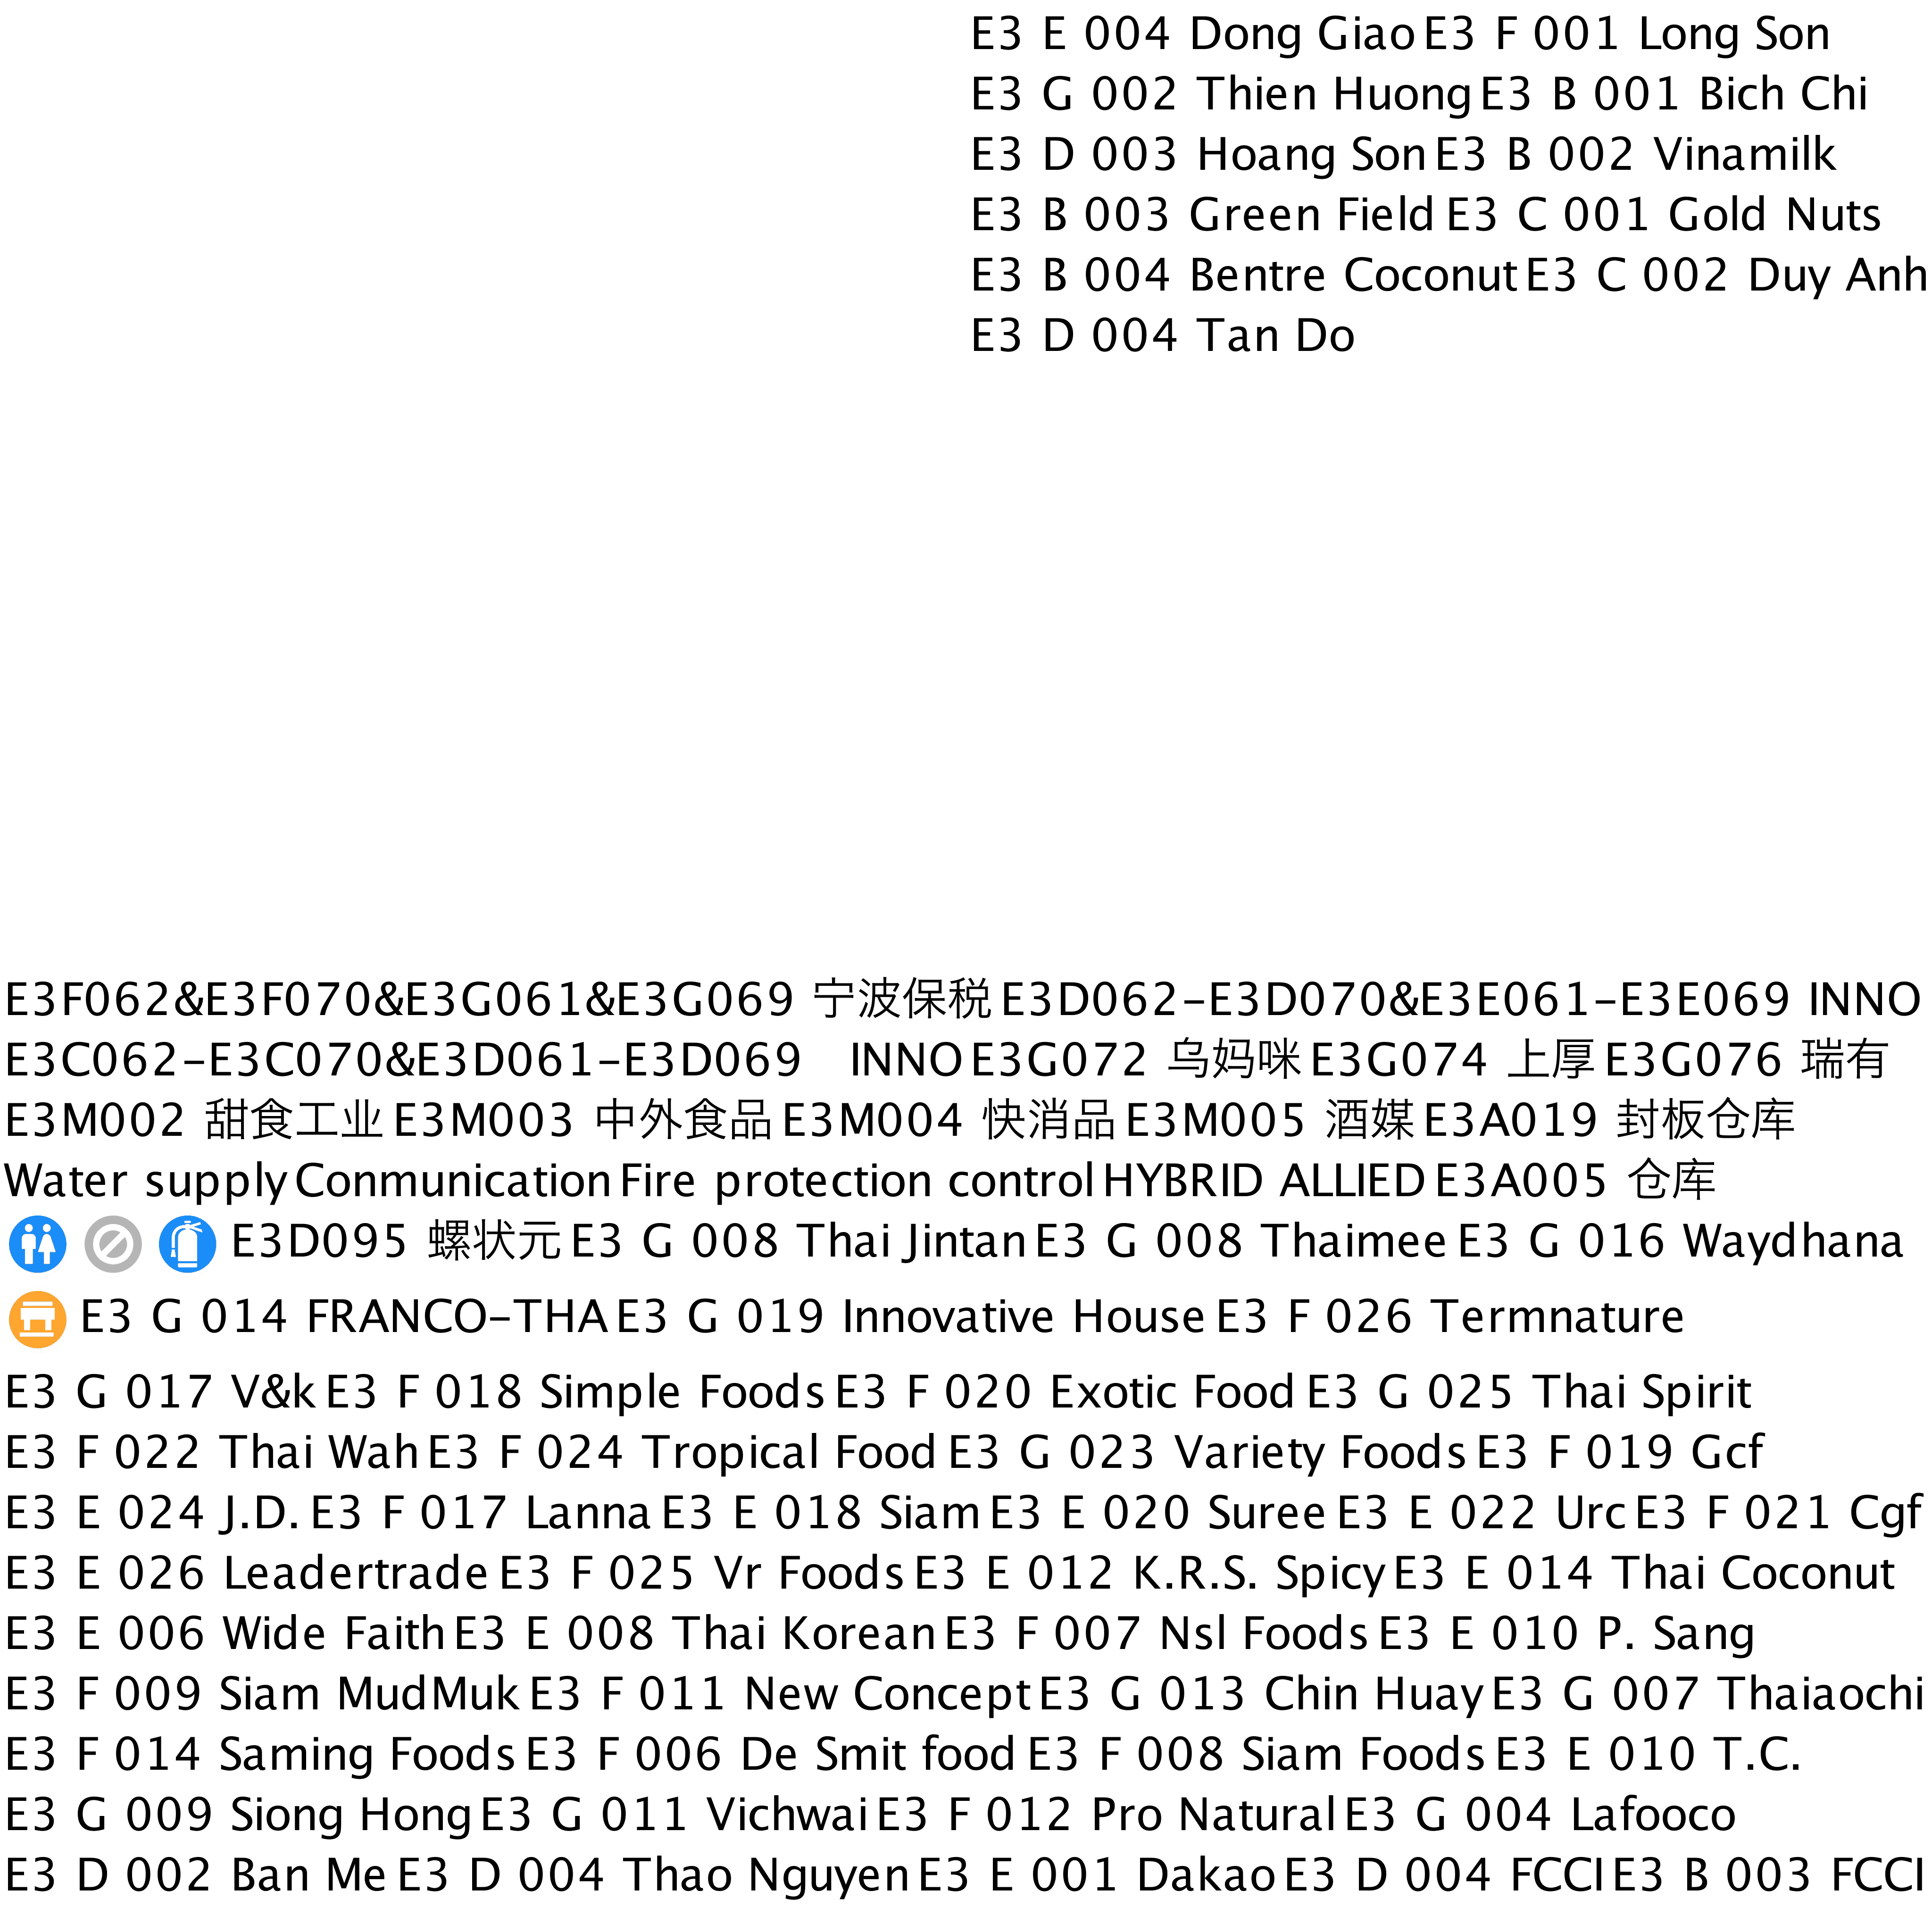 E3 E 004 Dong Giao E3 F 001 Long Son
E3 G 002 Thien Huong E3 B 001 Bich Chi
E3 D 003 Hoang Son E3 B 002 Vinamilk
E3 B 003 Green Field E3 C 001 Gold Nuts
E3 B 004 Bentre Coconut E3 C 002 Duy Anh
E3 D 004 Tan Do
E3F062&E3F070&E3G061&E3G069 宁波保税 E3D062-E3D070&E3E061-E3E069 INNO
E3C062-E3C070&E3D061-E3D069 INNO E3G072 乌妈咪 E3G074 上厚 E3G076 瑞有
E3M002 甜食工业 E3M003 中外食品 E3M004 快消品 E3M005 酒媒 E3A019 封板仓库
Water supply Conmunication Fire protection control HYBRID ALLIED E3A005 仓库
E3D095 螺状元 E3 G 008 Thai Jintan E3 G 008 Thaimee E3 G 016 Waydhana
E3 G 014 FRANCO-THA E3 G 019 Innovative House E3 F 026 Termnature
E3 G 017 V&k E3 F 018 Simple Foods E3 F 020 Exotic Food E3 G 025 Thai Spirit
E3 F 022 Thai Wah E3 F 024 Tropical Food E3 G 023 Variety Foods E3 F 019 Gcf
E3 E 024 J.D. E3 F 017 Lanna E3 E 018 Siam E3 E 020 Suree E3 E 022 Urc E3 F 021 Cgf
E3 E 026 Leadertrade E3 F 025 Vr Foods E3 E 012 K.R.S. Spicy E3 E 014 Thai Coconut
E3 E 006 Wide Faith E3 E 008 Thai Korean E3 F 007 Nsl Foods E3 E 010 P. Sang
E3 F 009 Siam MudMuk E3 F 011 New Concept E3 G 013 Chin Huay E3 G 007 Thaiaochi
E3 F 014 Saming Foods E3 F 006 De Smit food E3 F 008 Siam Foods E3 E 010 T.C.
E3 G 009 Siong Hong E3 G 011 Vichwai E3 F 012 Pro Natural E3 G 004 Lafooco
E3 D 002 Ban Me E3 D 004 Thao Nguyen E3 E 001 Dakao E3 D 004 FCCI E3 B 003 FCCI